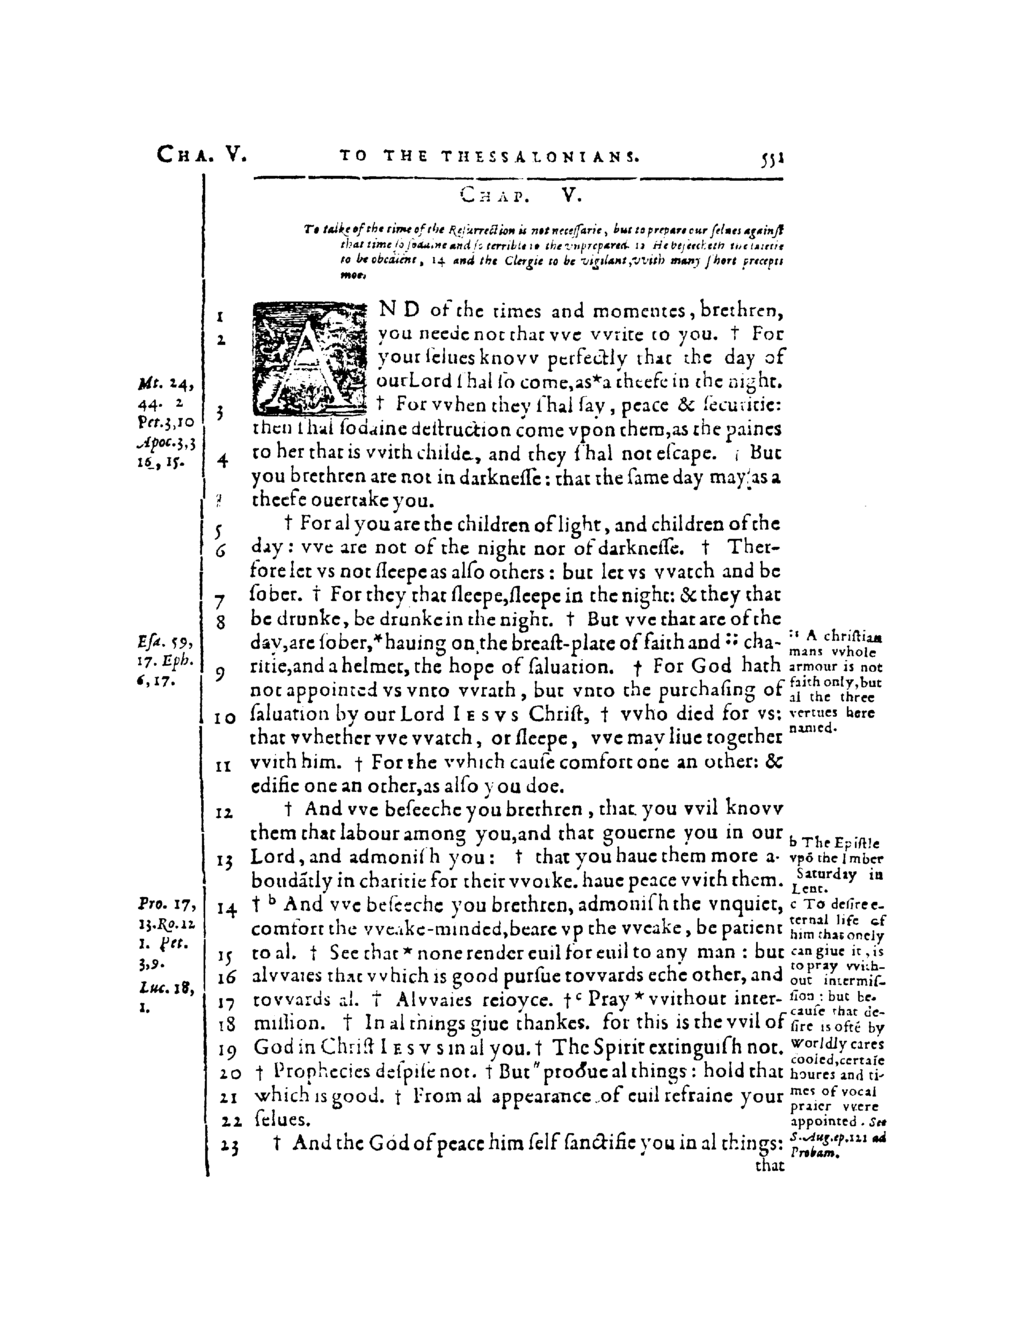 CHA. V. TO THE THESSALONIANS. 551
CHAP. V.
To talke of the time of the Resurrection is not necessarie, but to prepare our selues against
that time so sodaine and so terrible to the vnprepared. 12 He beseecheth the laietie
to be obedient, 14 and the Clergie to be vigilant, vvith many short precepts
moe.
Mt. 24,
44. 2
Pet.3,10
Apoc.3,3
16, 15.
Esa. 59,
17. Eph.
6, 17.
Pro. 17,
13. Ro. 12
1. Pet.
3,9.
Luc. 18,
1.
1 AND of the times and momentes, brethren,
2 you neede not that vve vvrite to you. † For
your ſelues knovv perfectly that the day of
our Lord ſhal ſo come, as *a theefe in the night.
3 † For vvhen they ſhal ſay, peace & ſecuritie:
then ſhal ſodaine deſtruction come vpon them, as the paines
4 to her that is vvith childe, and they ſhal not eſcape. † But
you brethren are not in darkneſſe: that the ſame day may as a
theefe ouertake you.
5 † For al you are the children of light, and children of the
6 day: vve are not of the night nor of darkneſſe. † Ther-
fore let vs not ſleepe as alſo others: but let vs vvatch and be
7 ſober. † For they that ſleepe, ſleepe in the night: & they that
8 be drunke, be drunke in the night. † But vve that are of the
day, are ſober, *hauing on the breaſt-plate of faith and :: cha-
9 ritie, and a helmet, the hope of ſaluation. † For God hath
not appointed vs vnto vvrath, but vnto the purchaſing of
10 ſaluation by our Lord IESVS Chriſt, † vvho died for vs:
that vvhether vve vvatch, or ſleepe, vve may liue together
11 vvith him. † For the vvhich cauſe comfort one an other: &
edifie one an other, as alſo you doe.
12 † And vve beſeeche you brethren, that you vvil knovv
them that labour among you, and that gouerne you in our
13 Lord, and admoniſh you: † that you haue them more a-
boundãtly in charitie for their vvorke. haue peace vvith them.
14 † b And vve beſeeche you brethren, admoniſh the vnquiet,
comfort the vveake-minded, beare vp the vveake, be patient
15 to al. † See that * none render euil for euil to any man: but
16 alvvaies that vvhich is good purſue tovvards eche other, and
17 tovvards al. † Alvvaies reioyce. † c Pray * vvithout inter-
18 miſſion. † In al things giue thankes. for this is the vvil of
19 God in Chriſt IESVS in al you. † The Spirit extinguiſh not.
20 † Prophecies deſpiſe not. † But "proue al things: hold that
21 which is good. † From al appearance of euil refraine your
22 ſelues.
23 † And the God of peace him ſelf ſanctifie you in al things:
that
:: A chriſtian
mans vvhole
armour is not
faith only, but
al the three
vertues here
named.
b The Epiſtle
vpõ the Imber
Saturday in
Lent.
c To deſire e-
ternal life of
him that onely
can giue it, is
to pray vvith-
out intermiſ-
ſion: but be-
cauſe that de-
ſire is oftẽ by
worldly cares
cooled, certaie
houres and ti-
mes of vocal
praier vvere
appointed. See
S. Aug. ep. 121 ad
Probam.